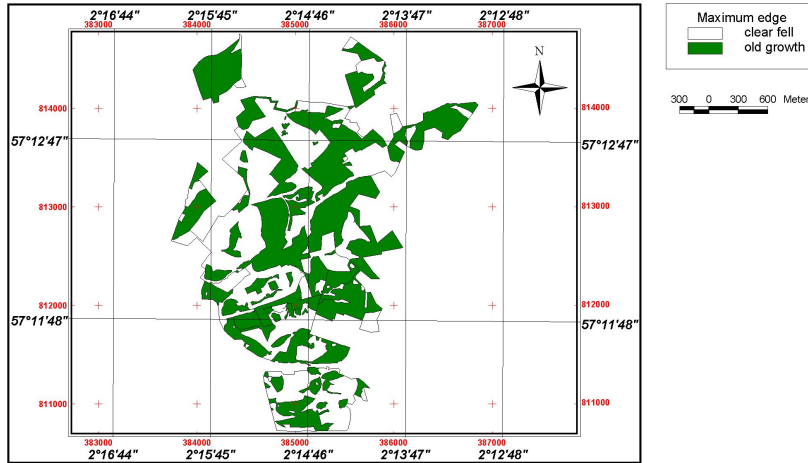 2°16'44" 2°15'45" 2°14'46" 2°13'47" 2°12'48"
383000 384000 385000 386000 387000
Maximum edge
clear fell
old growth
N
300 0 300 600 Meter
814000 814000
57°12'47" 57°12'47"
813000 813000
812000 812000
57°11'48" 57°11'48"
811000 811000
383000 384000 385000 386000 387000
2°16'44" 2°15'45" 2°14'46" 2°13'47" 2°12'48"